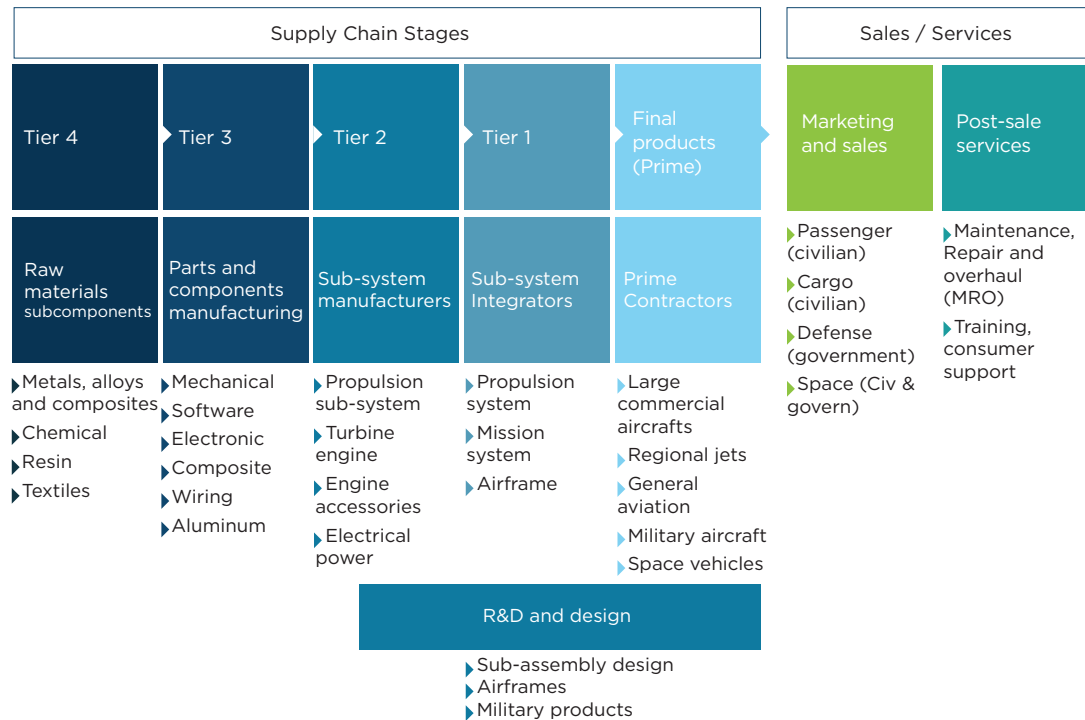 Supply Chain Stages
Sales / Services
Tier 4
Tier 3
Tier 2
Tier 1
Final
products
(Prime)
Marketing
and sales
Post-sale
services
Raw
materials
subcomponents
Parts and
components
manufacturing
Sub-system
manufacturers
Sub-system
Integrators
Prime
Contractors
Metals, alloys
and composites
Chemical
Resin
Textiles
Mechanical
Software
Electronic
Composite
Wiring
Aluminum
Propulsion
sub-system
Turbine
engine
Engine
accessories
Electrical
power
Propulsion
system
Mission
system
Airframe
Large
commercial
aircrafts
Regional jets
General
aviation
Military aircraft
Space vehicles
Passenger
(civilian)
Cargo
(civilian)
Defense
(government)
Space (Civ &
govern)
Maintenance,
Repair and
overhaul
(MRO)
Training,
consumer
support
R&D and design
Sub-assembly design
Airframes
Military products